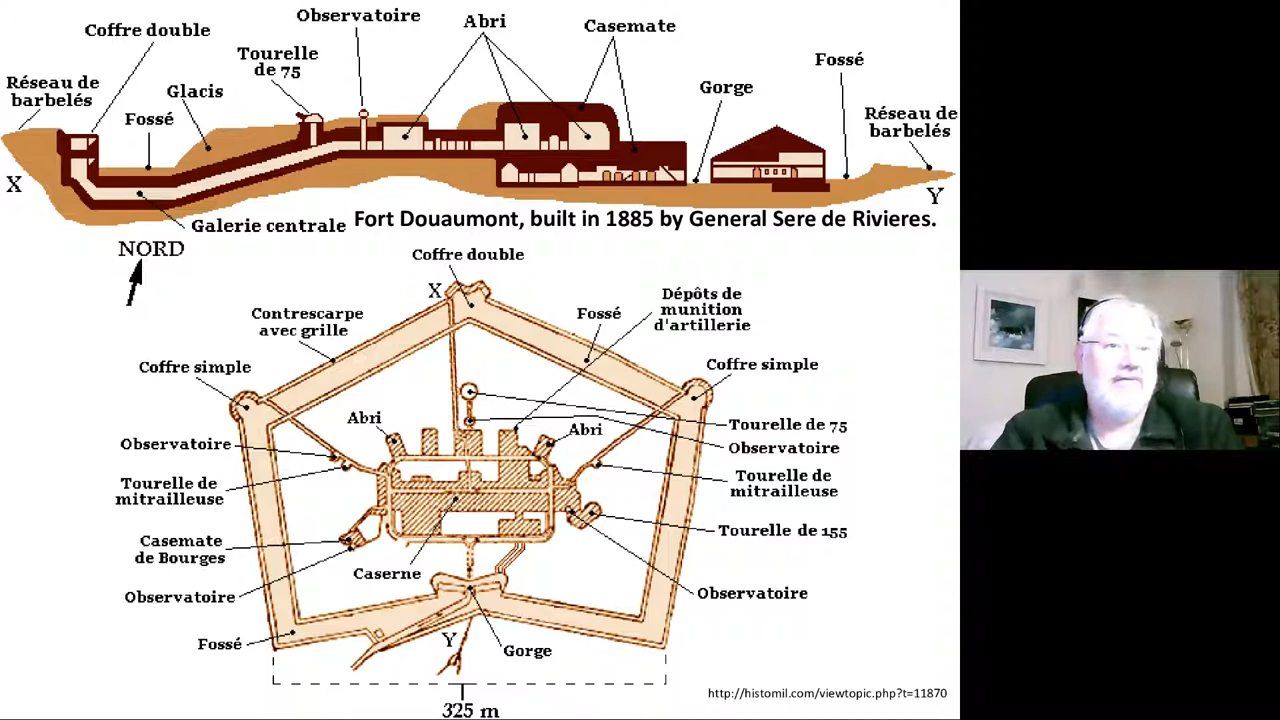 Observatoire
Abri
Coffre double
Casemate
Tourelle
de 75
Fossé
Réseau de
barbelés
Glacis
Gorge
Fossé
Réseau de
barbelés
X
Y
Galerie centrale
Fort Douaumont, built in 1885 by General Sere de Rivieres.
NORD
Coffre double
X
Dépôts de
munition
d'artillerie
Contrescarpe
avec grille
Fossé
Coffre simple
Coffre simple
Abri
Tourelle de 75
Abri
Observatoire
Observatoire
Tourelle de
mitrailleuse
Tourelle de
mitrailleuse
Tourelle de 155
Casemate
de Bourges
Caserne
Observatoire
Observatoire
Fossé
Y
Gorge
http://histomil.com/viewtopic.php?t=11870
325 m